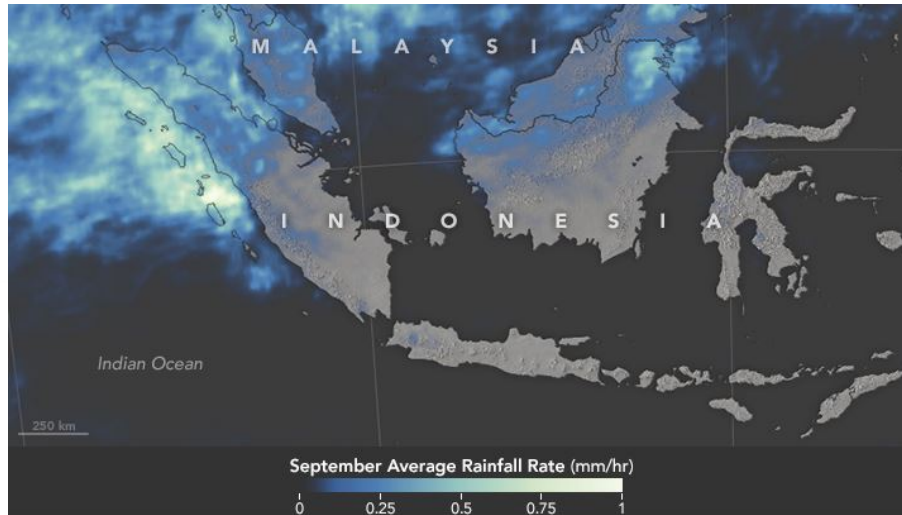 MALAYSIA
INDONESIA
Indian Ocean
250 km
September Average Rainfall Rate (mm/hr)
0 0.25 0.5 0.75 1